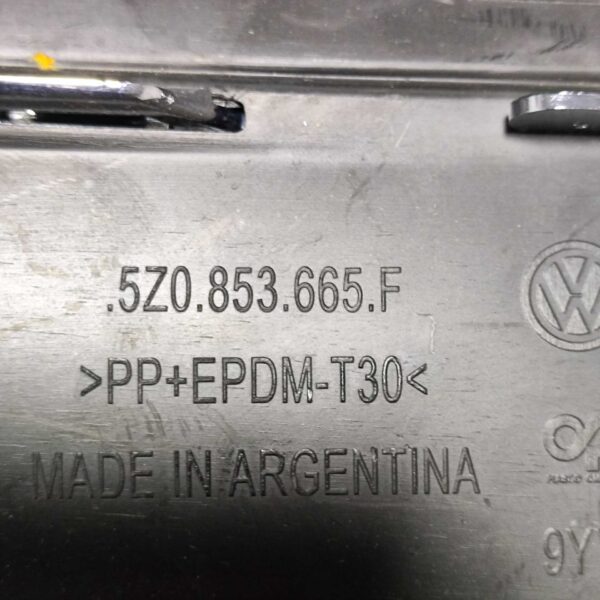 .5Z0.853.665.F
>PP+EPDM-T30<
MADE IN ARGENTINA
9Y